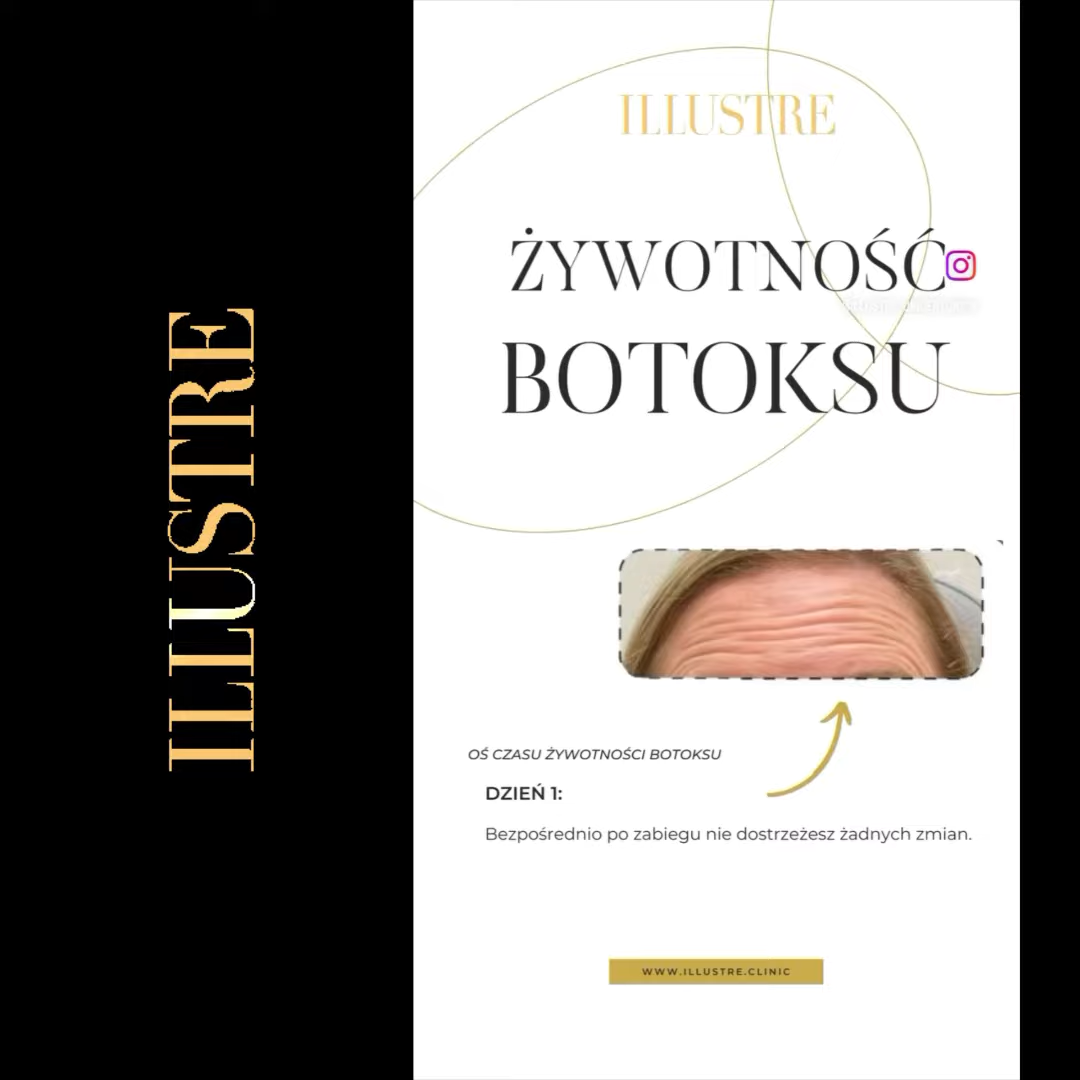 ILLUSTRE
ILLUSTRE
ŻYWOTNOŚĆ
BOTOKSU
OŚ CZASU ŻYWOTNOŚCI BOTOKSU
DZIEŃ 1:
Bezpośrednio po zabiegu nie dostrzeżesz żadnych zmian.
WWW.ILLUSTRE.CLINIC